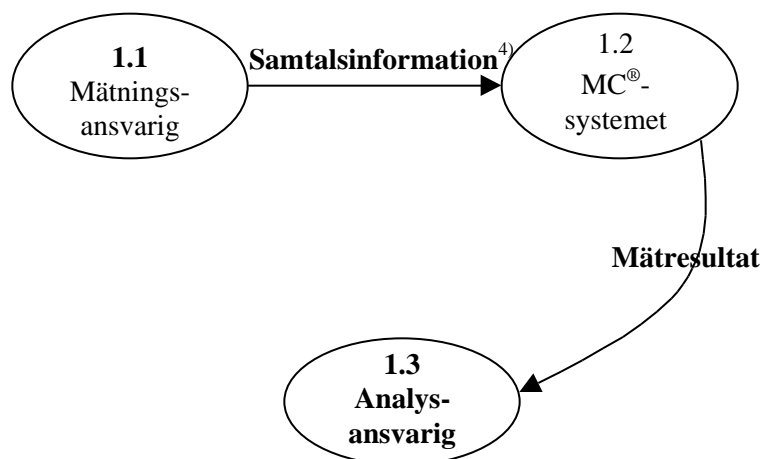 1.1
Mätnings-
ansvarig
Samtalsinformation4)
1.2
MC®-
systemet
Mätresultat
1.3
Analys-
ansvarig